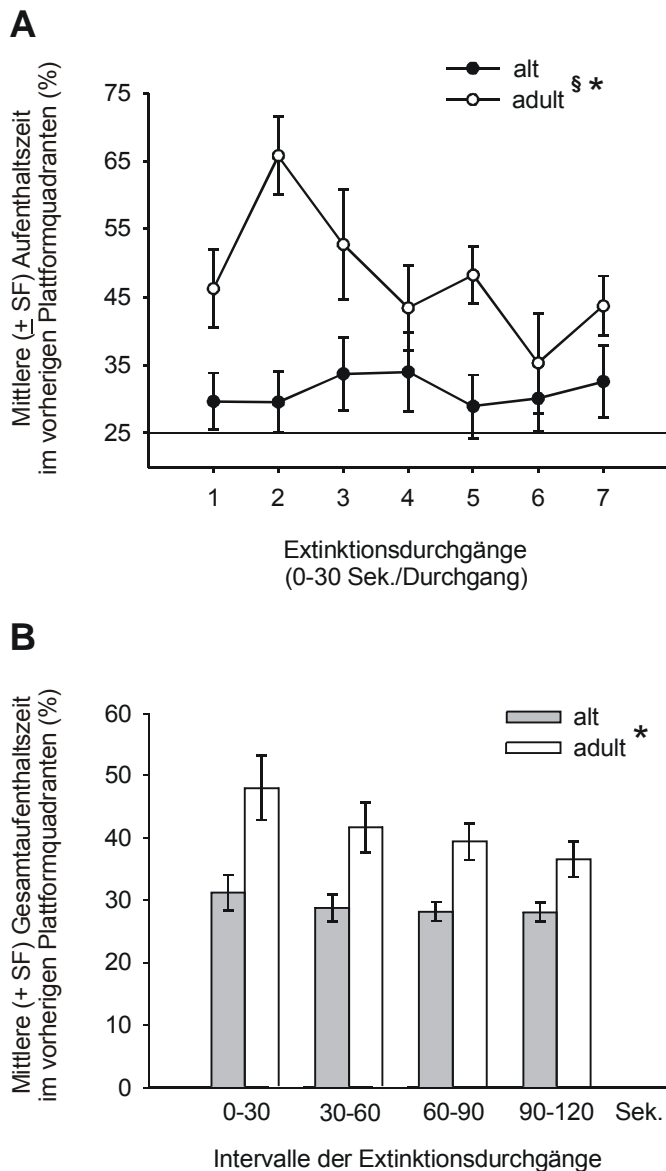 A
alt
adult § *
Mittlere (± SF) Aufenthaltszeit
im vorherigen Plattformquadranten (%)
75
65
55
45
35
25
1 2 3 4 5 6 7
Extinktionsdurchgänge
(0-30 Sek./Durchgang)
B
alt
adult *
Mittlere (+ SF) Gesamtaufenthaltszeit
im vorherigen Plattformquadranten (%)
60
50
40
30
20
10
0
0-30 30-60 60-90 90-120 Sek.
Intervalle der Extinktionsdurchgänge